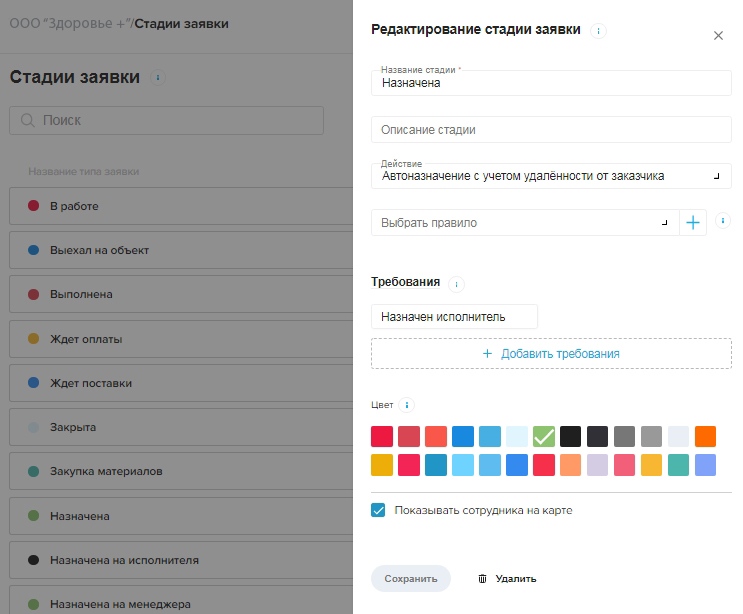 ООО "Здоровье +"/Стадии заявки
Стадии заявки
Поиск
Название типа заявки
В работе
Выехал на объект
Выполнена
Ждет оплаты
Ждет поставки
Закрыта
Закупка материалов
Назначена
Назначена на исполнителя
Назначена на менеджера
Редактирование стадии заявки
Название стадии *
Назначена
Описание стадии
Действие
Автоназначение с учетом удалённости от заказчика
Выбрать правило
Требования
Назначен исполнитель
+ Добавить требования
Цвет
Показывать сотрудника на карте
Сохранить
Удалить